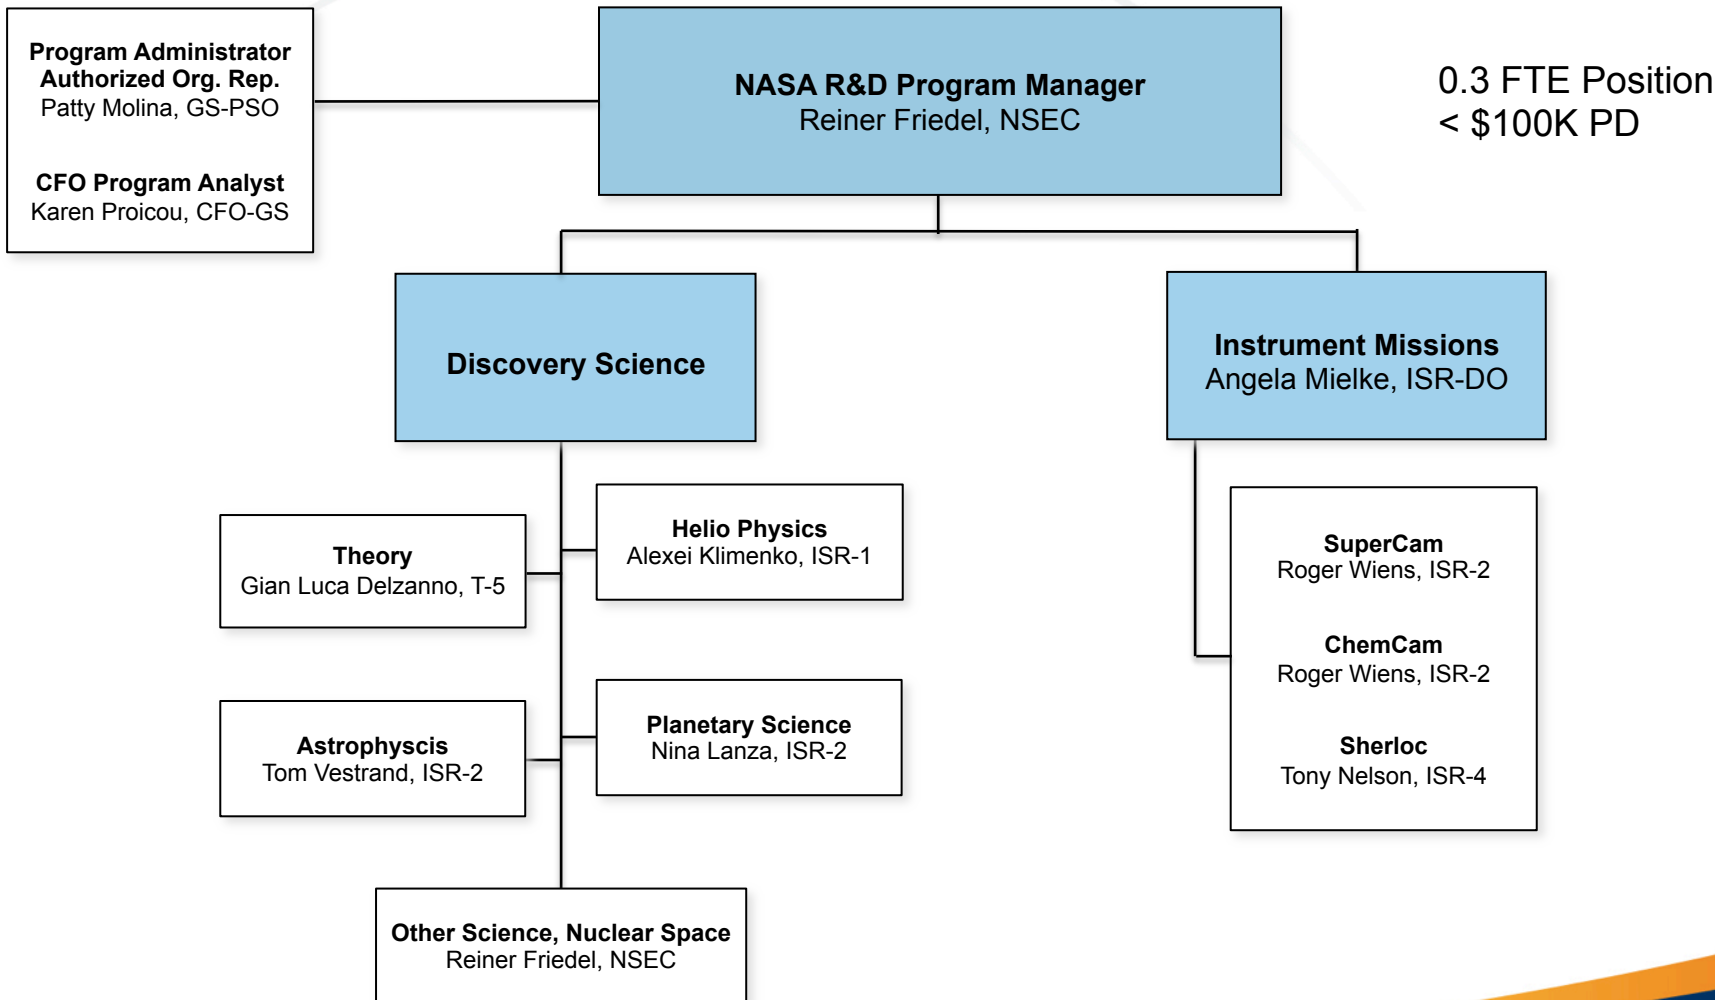 Program Administrator
Authorized Org. Rep.
Patty Molina, GS-PSO
CFO Program Analyst
Karen Proicou, CFO-GS
NASA R&D Program Manager
Reiner Friedel, NSEC
0.3 FTE Position
< $100K PD
Discovery Science
Instrument Missions
Angela Mielke, ISR-DO
Theory
Gian Luca Delzanno, T-5
Helio Physics
Alexei Klimenko, ISR-1
Astrophyscis
Tom Vestrand, ISR-2
Planetary Science
Nina Lanza, ISR-2
Other Science, Nuclear Space
Reiner Friedel, NSEC
SuperCam
Roger Wiens, ISR-2
ChemCam
Roger Wiens, ISR-2
Sherloc
Tony Nelson, ISR-4